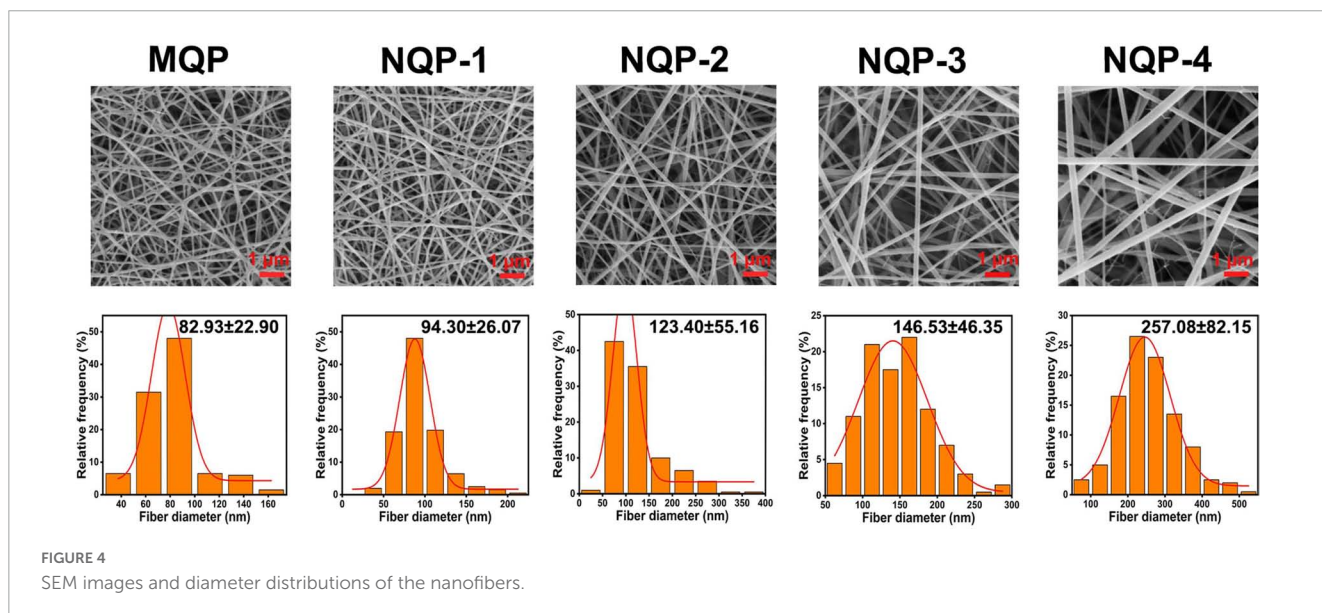 MQP NQP-1 NQP-2 NQP-3 NQP-4
1 μm 1 μm 1 μm 1 μm 1 μm
82.93±22.90
Relative frequency (%)
50
40
30
20
10
0
40 60 80 100 120 140 160
Fiber diameter (nm)
94.30±26.07
Relative frequency (%)
50
40
30
20
10
0
0 50 100 150 200
Fiber diameter (nm)
123.40±55.16
Relative frequency (%)
50
40
30
20
10
0
0 50 100 150 200 250 300 350 400
Fiber diameter (nm)
146.53±46.35
Relative frequency (%)
25
20
15
10
5
0
50 100 150 200 250 300
Fiber diameter (nm)
257.08±82.15
Relative frequency (%)
30
25
20
15
10
5
0
100 200 300 400 500
Fiber diameter (nm)
FIGURE 4
SEM images and diameter distributions of the nanofibers.